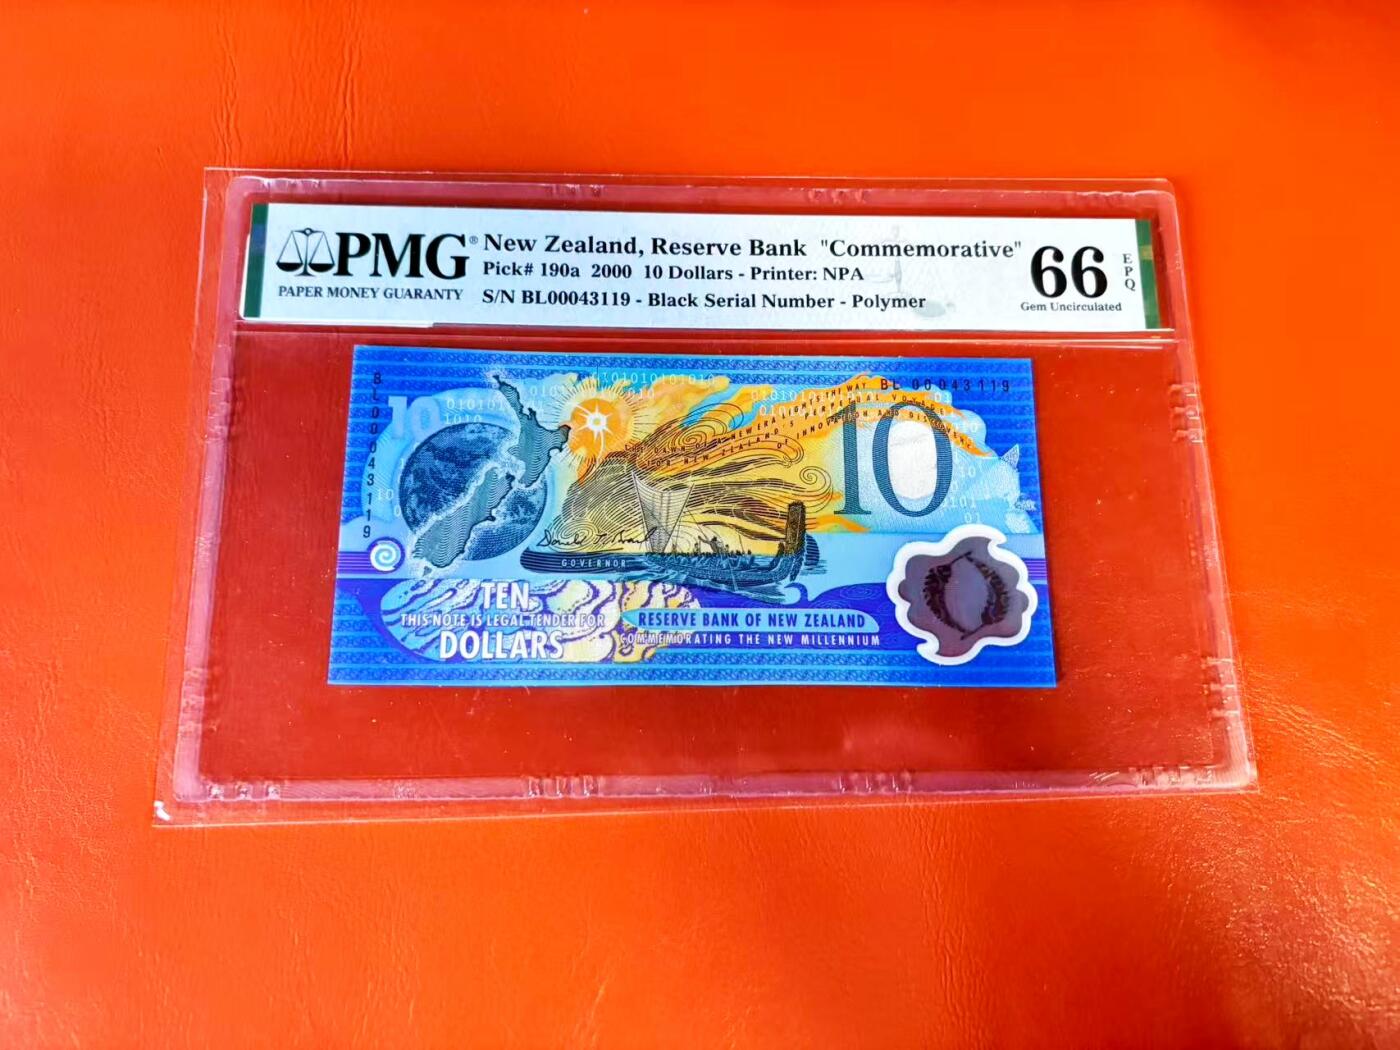 PMG®
PAPER MONEY GUARANTY
New Zealand, Reserve Bank "Commemorative"
Pick# 190a 2000 10 Dollars - Printer: NPA
S/N BL00043119 - Black Serial Number - Polymer
66
EPQ
Gem Uncirculated
BL00043119
10
BL 00043119
10
GOVERNOR
TEN
THIS NOTE IS LEGAL TENDER FOR
DOLLARS
RESERVE BANK OF NEW ZEALAND
COMMEMORATING THE NEW MILLENNIUM